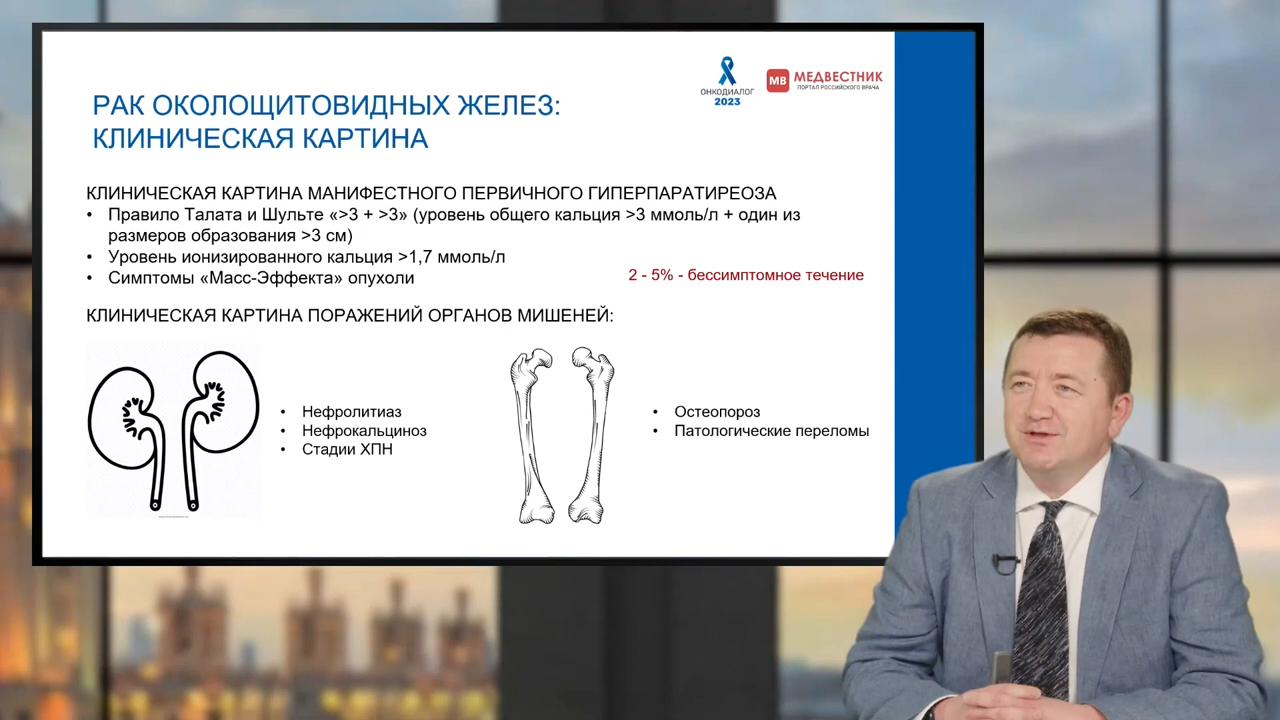 ОНКОДИАЛОГ
2023
МВ
МЕДВЕСТНИК
ПОРТАЛ РОССИЙСКОГО ВРАЧА
РАК ОКОЛОЩИТОВИДНЫХ ЖЕЛЕЗ:
КЛИНИЧЕСКАЯ КАРТИНА
КЛИНИЧЕСКАЯ КАРТИНА МАНИФЕСТНОГО ПЕРВИЧНОГО ГИПЕРПАРАТИРЕОЗА
• Правило Талата и Шульте «>3 + >3» (уровень общего кальция >3 ммоль/л + один из
размеров образования >3 см)
• Уровень ионизированного кальция >1,7 ммоль/л
• Симптомы «Масс-Эффекта» опухоли
2 - 5% - бессимптомное течение
КЛИНИЧЕСКАЯ КАРТИНА ПОРАЖЕНИЙ ОРГАНОВ МИШЕНЕЙ:
• Нефролитиаз
• Нефрокальциноз
• Стадии ХПН
• Остеопороз
• Патологические переломы